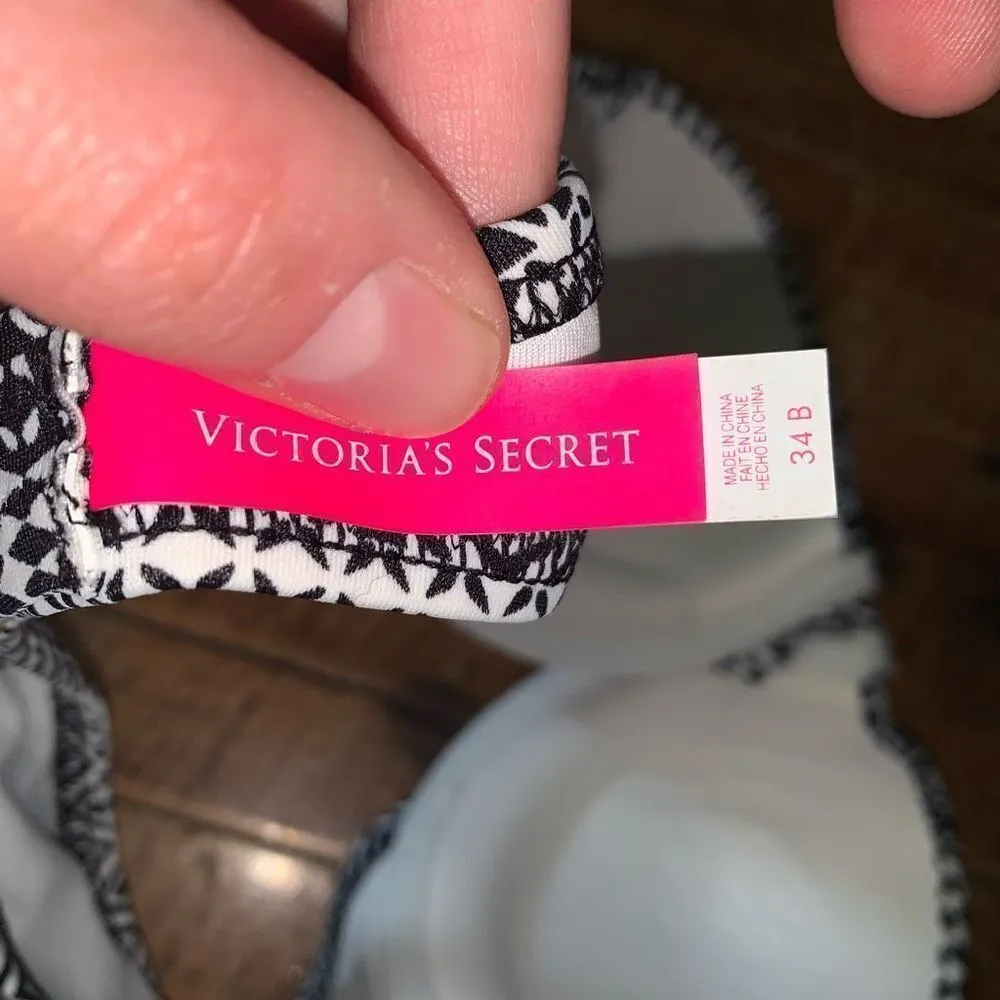 VICTORIA'S SECRET
MADE IN CHINA
FAIT EN CHINE
HECHO EN CHINA
34 B